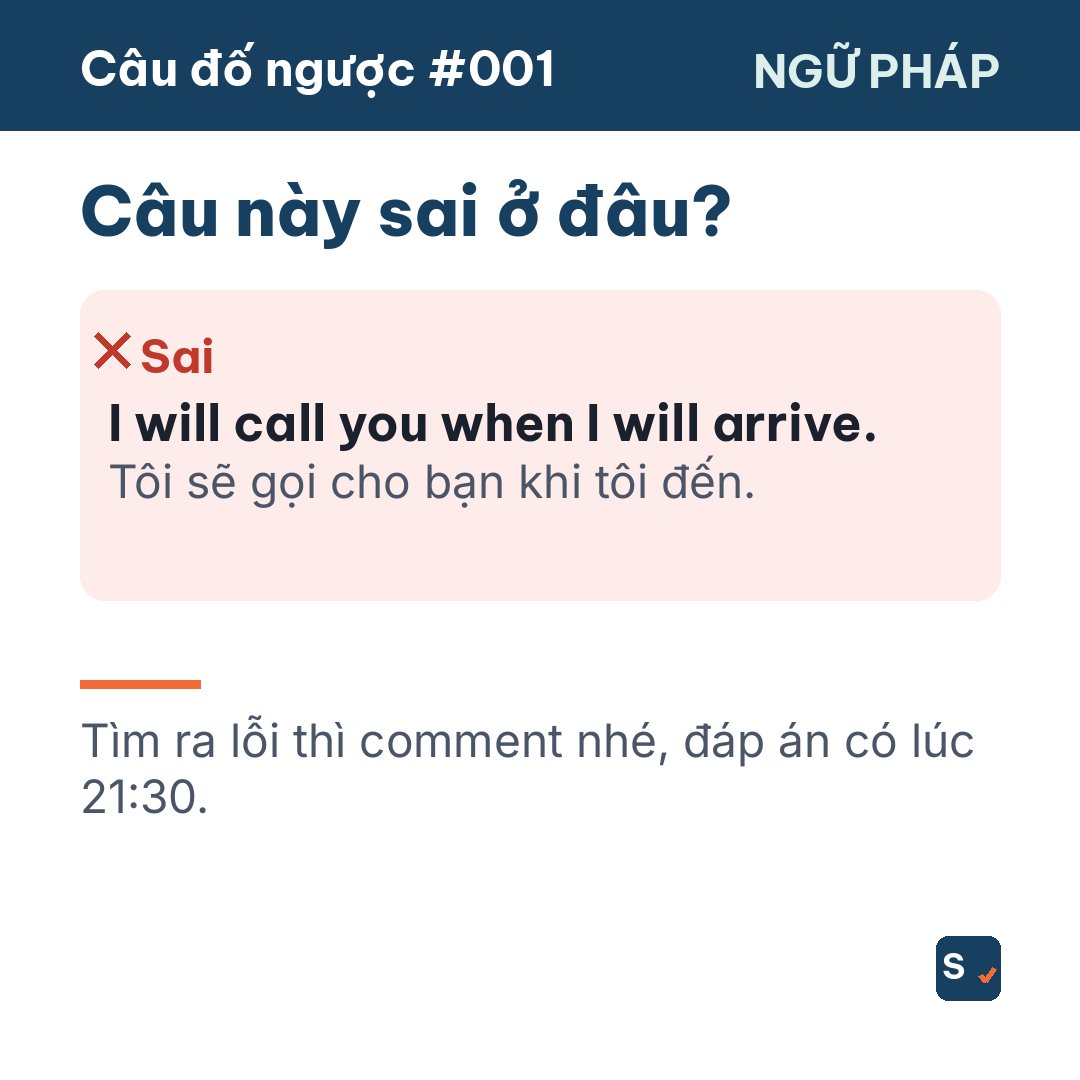 Câu đố ngược #001
NGỮ PHÁP
Câu này sai ở đâu?
Sai
I will call you when I will arrive.
Tôi sẽ gọi cho bạn khi tôi đến.
Tìm ra lỗi thì comment nhé, đáp án có lúc
21:30.
S